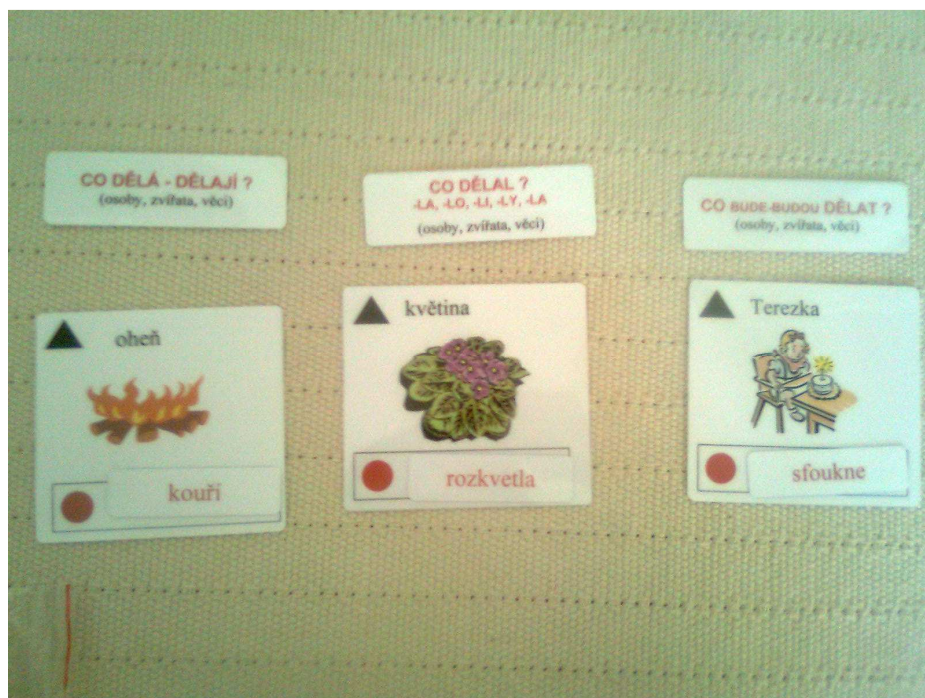 CO DĚLÁ - DĚLAJÍ ?
(osoby, zvířata, věci)
CO DĚLAL ?
-LA, -LO, -LI, -LY, -LA
(osoby, zvířata, věci)
CO BUDE-BUDOU DĚLAT ?
(osoby, zvířata, věci)
oheň
kouří
květina
rozkvetla
Terezka
sfoukne